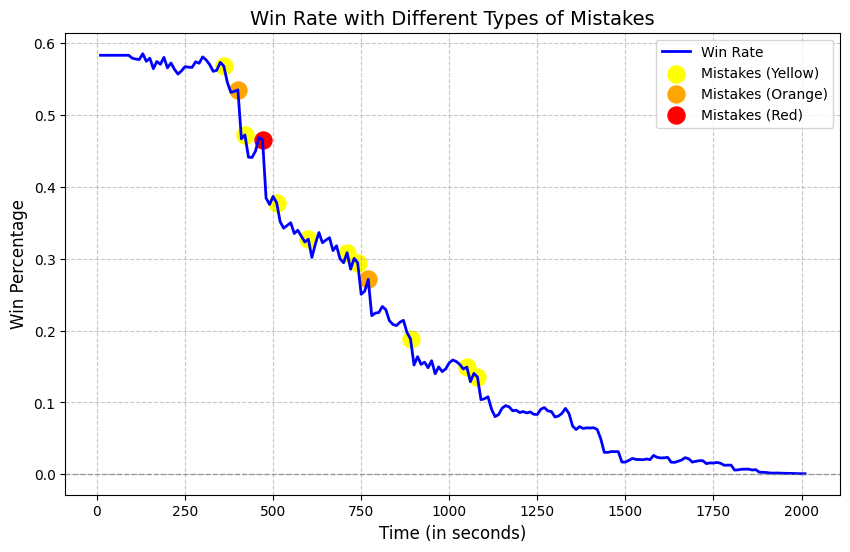 Win Rate with Different Types of Mistakes
Win Rate
Mistakes (Yellow)
Mistakes (Orange)
Mistakes (Red)
Win Percentage
0.6
0.5
0.4
0.3
0.2
0.1
0.0
0 250 500 750 1000 1250 1500 1750 2000
Time (in seconds)